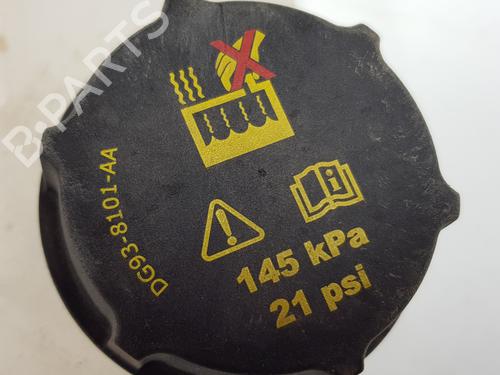 B-PARTS
DG93-8101-AA
145 kPa
21 psi